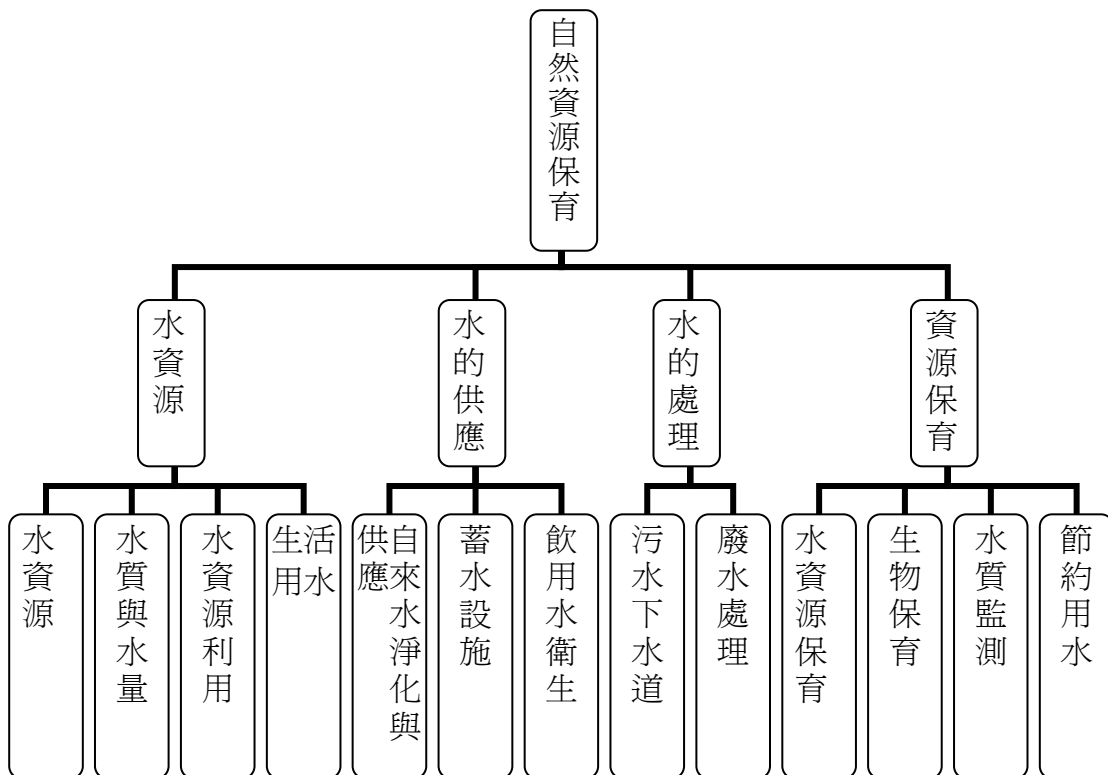 自然資源保育
水資源
水的供應
水的處理
資源保育
水資源
水質與水量
水資源利用
生活用水
自來水淨化與
供應
蓄水設施
飲用水衛生
污水下水道
廢水處理
水資源保育
生物保育
水質監測
節約用水